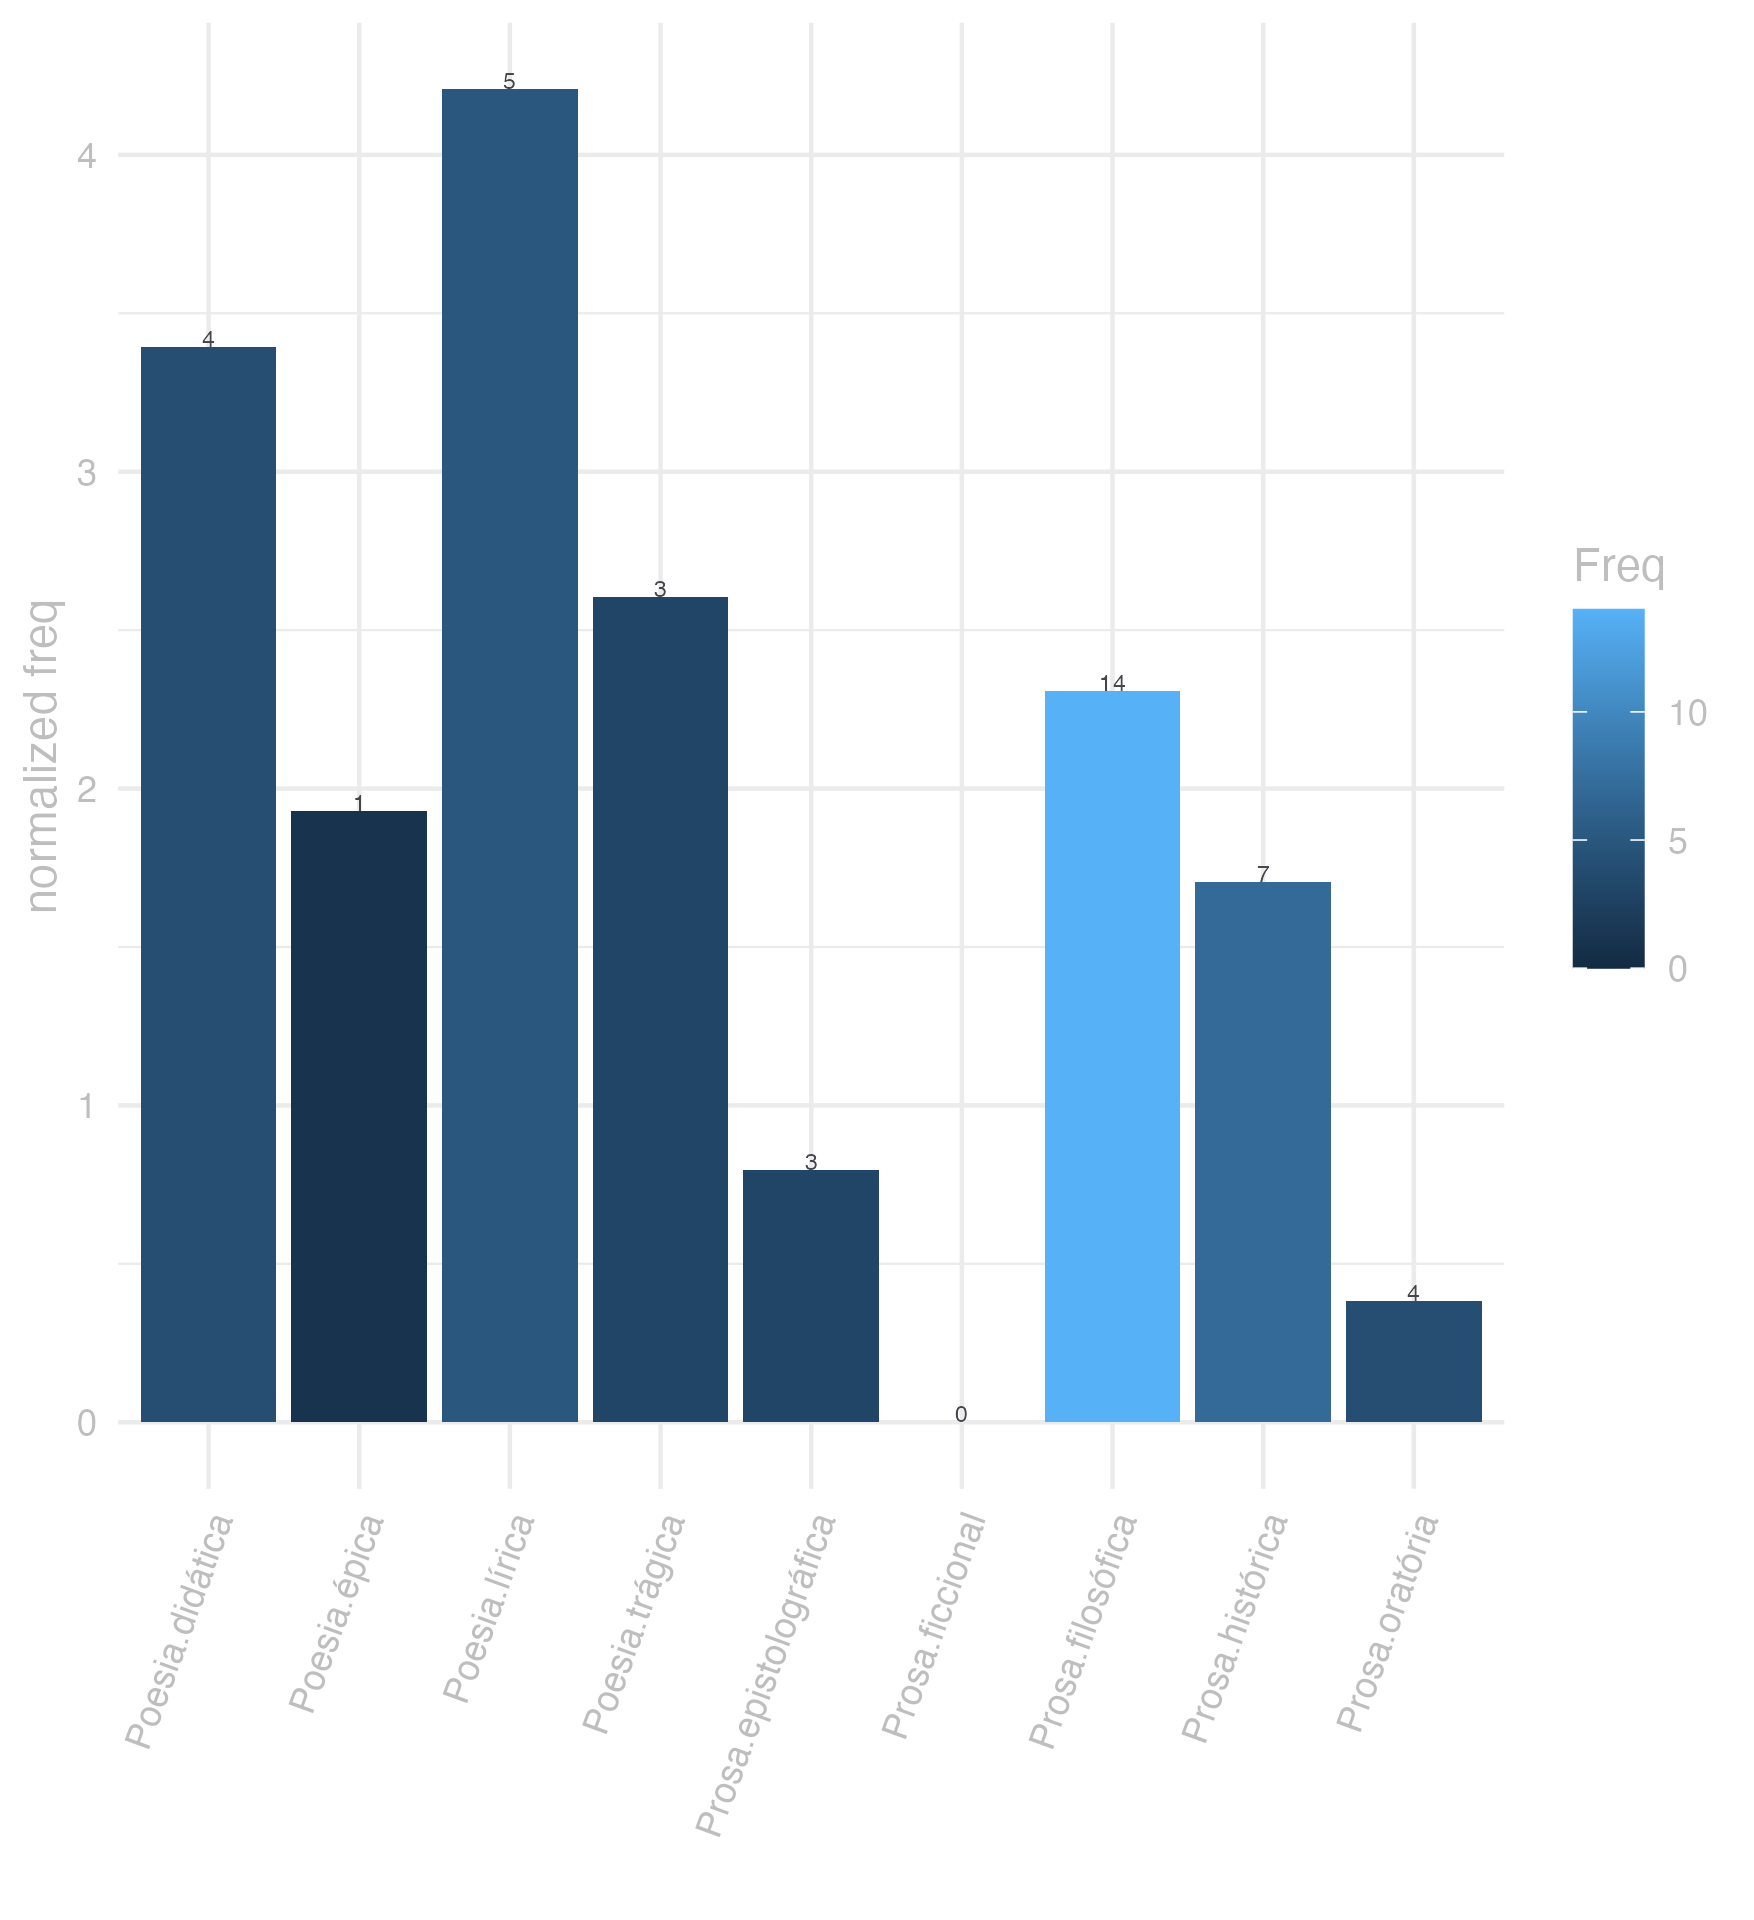 normalized freq
4
3
2
1
0
4
1
5
3
3
0
14
7
4
Poesia.didática
Poesia.épica
Poesia.lírica
Poesia.trágica
Prosa.epistolográfica
Prosa.ficcional
Prosa.filosófica
Prosa.histórica
Prosa.oratória
Freq
10
5
0